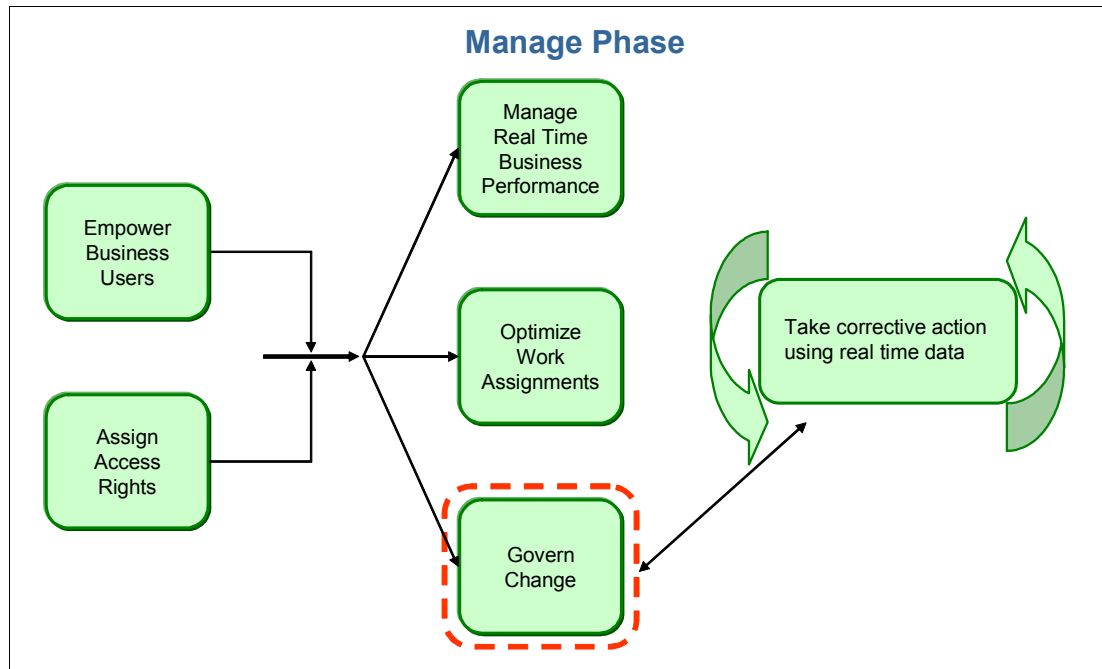 Manage Phase
Manage
Real Time
Business
Performance
Empower
Business
Users
Optimize
Work
Assignments
Take corrective action
using real time data
Assign
Access
Rights
Govern
Change